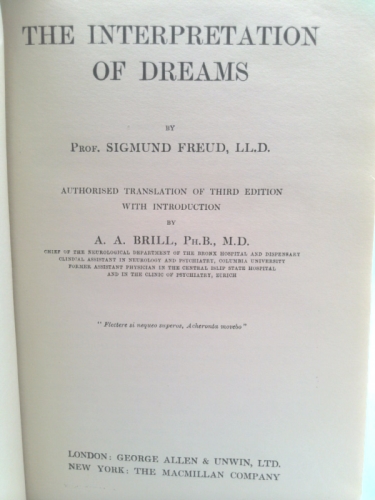 THE INTERPRETATION
OF DREAMS
BY
PROF. SIGMUND FREUD, LL.D.
AUTHORISED TRANSLATION OF THIRD EDITION
WITH INTRODUCTION
BY
A. A. BRILL, PH.B., M.D.
CHIEF OF THE NEUROLOGICAL DEPARTMENT OF THE BRONX HOSPITAL AND DISPENSARY
CLINICAL ASSISTANT IN NEUROLOGY AND PSYCHIATRY, COLUMBIA UNIVERSITY
FORMER ASSISTANT PHYSICIAN IN THE CENTRAL ISLIP STATE HOSPITAL
AND IN THE CLINIC OF PSYCHIATRY, ZURICH
"Flectere si nequeo superos, Acheronta movebo"
LONDON: GEORGE ALLEN & UNWIN, LTD.
NEW YORK: THE MACMILLAN COMPANY